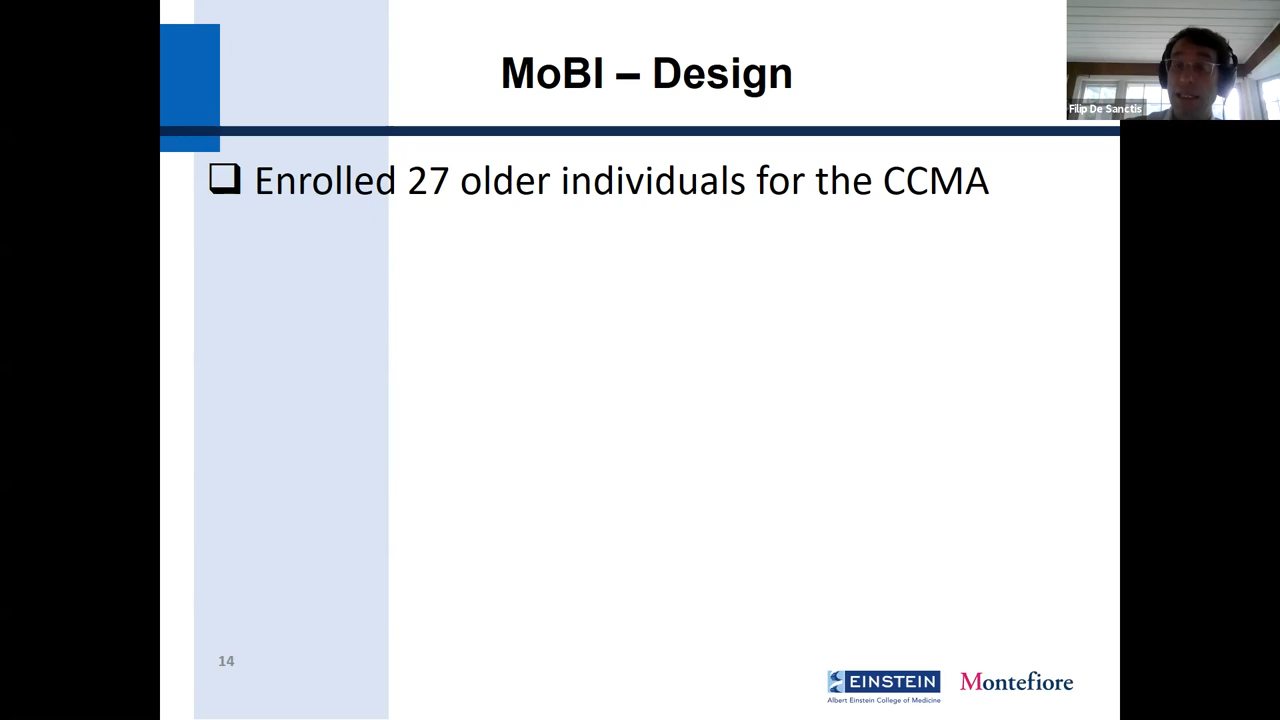 MoBI – Design
Filip De Sanctis
Enrolled 27 older individuals for the CCMA
14
EINSTEIN
Albert Einstein College of Medicine
Montefiore